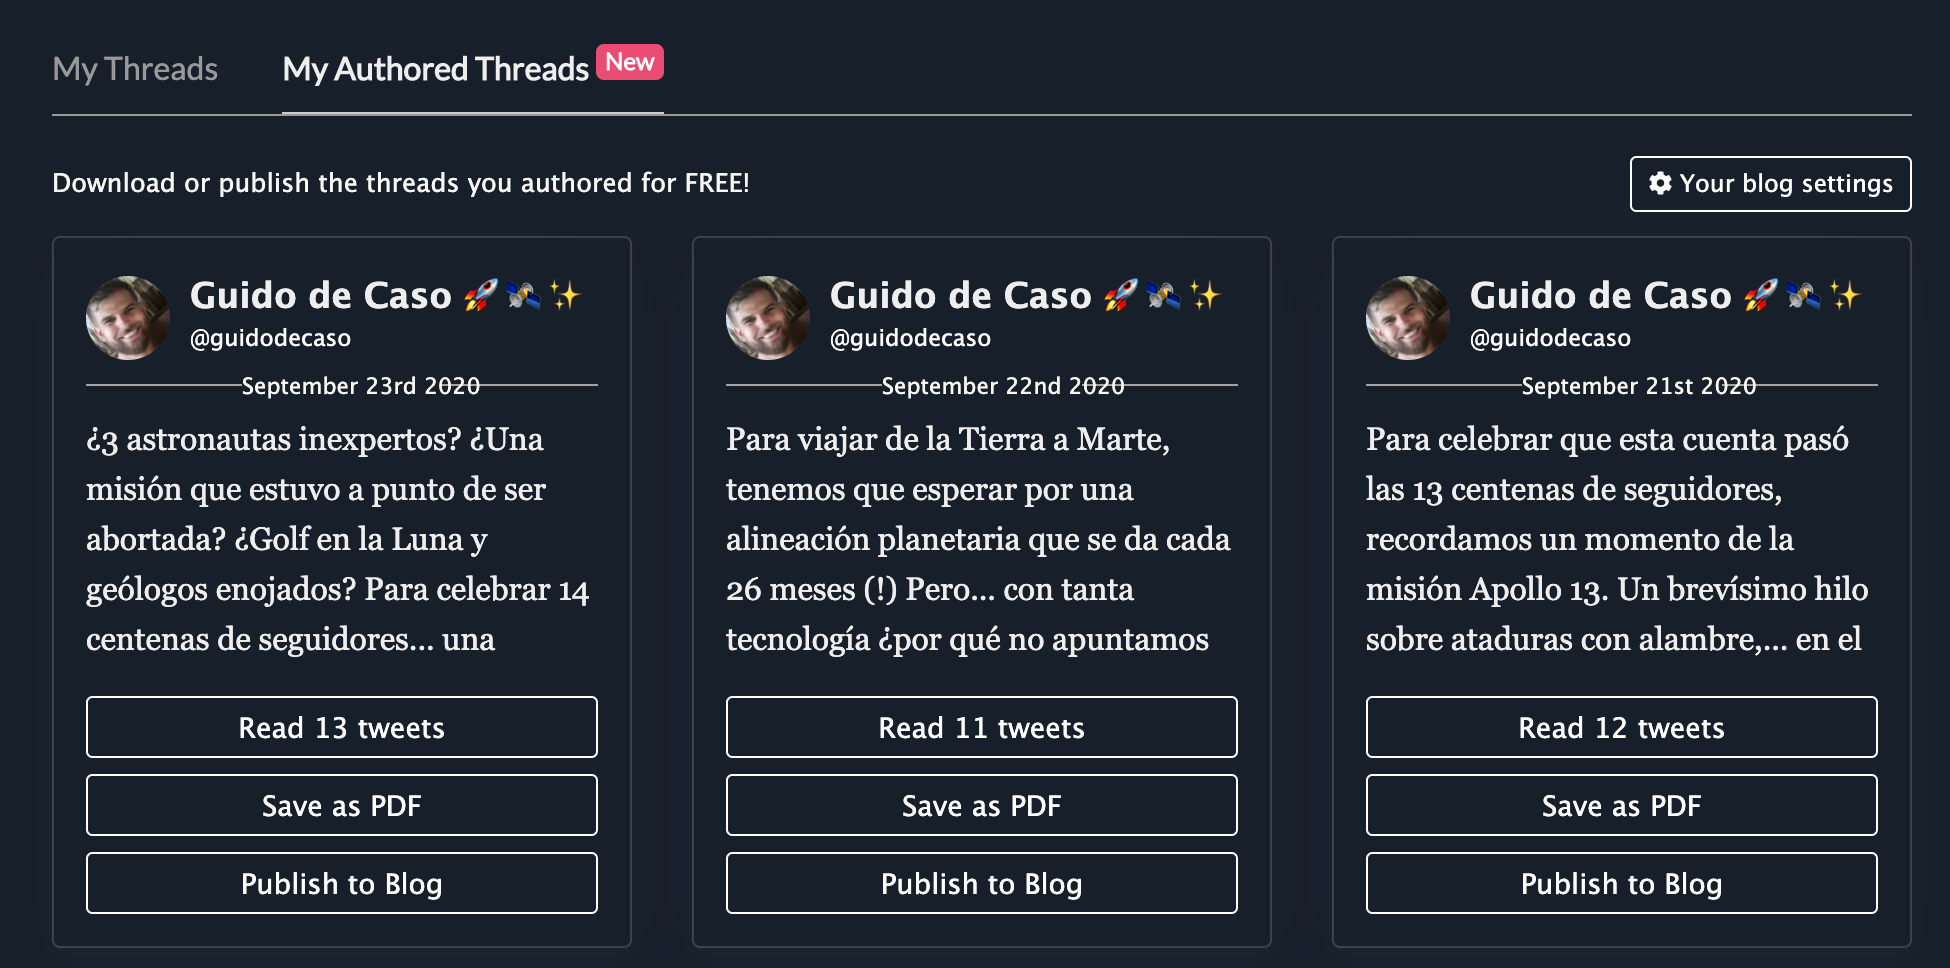 My Threads
My Authored Threads New
Download or publish the threads you authored for FREE!
Your blog settings
Guido de Caso 🚀🛰️✨
@guidodecaso
September 23rd 2020
¿3 astronautas inexpertos? ¿Una
misión que estuvo a punto de ser
abortada? ¿Golf en la Luna y
geólogos enojados? Para celebrar 14
centenas de seguidores... una
Read 13 tweets
Save as PDF
Publish to Blog
Guido de Caso 🚀🛰️✨
@guidodecaso
September 22nd 2020
Para viajar de la Tierra a Marte,
tenemos que esperar por una
alineación planetaria que se da cada
26 meses (!) Pero... con tanta
tecnología ¿por qué no apuntamos
Read 11 tweets
Save as PDF
Publish to Blog
Guido de Caso 🚀🛰️✨
@guidodecaso
September 21st 2020
Para celebrar que esta cuenta pasó
las 13 centenas de seguidores,
recordamos un momento de la
misión Apollo 13. Un brevísimo hilo
sobre ataduras con alambre,... en el
Read 12 tweets
Save as PDF
Publish to Blog